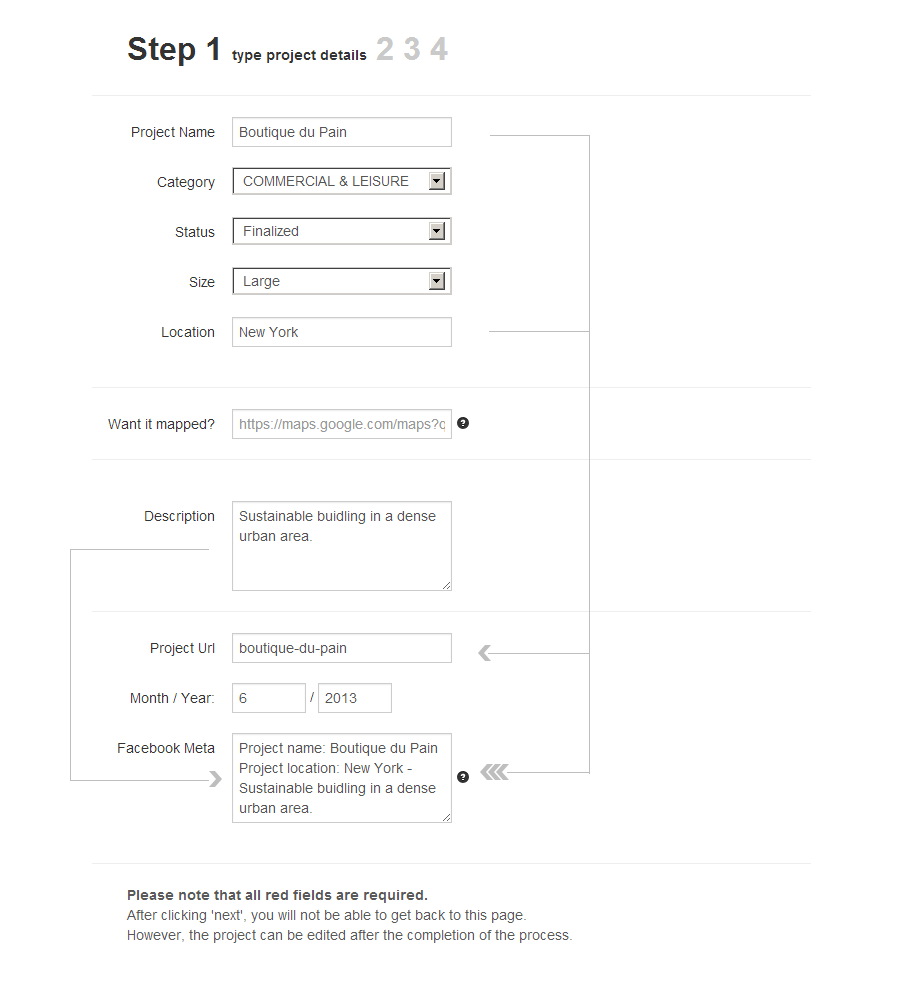 Step 1 type project details 2 3 4
Project Name Boutique du Pain
Category COMMERCIAL & LEISURE
Status Finalized
Size Large
Location New York
Want it mapped? https://maps.google.com/maps?q ?
Description Sustainable buidling in a dense
urban area.
Project Url boutique-du-pain
Month / Year: 6 / 2013
Facebook Meta Project name: Boutique du Pain
Project location: New York -
Sustainable buidling in a dense ?
urban area.
Please note that all red fields are required.
After clicking 'next', you will not be able to get back to this page.
However, the project can be edited after the completion of the process.